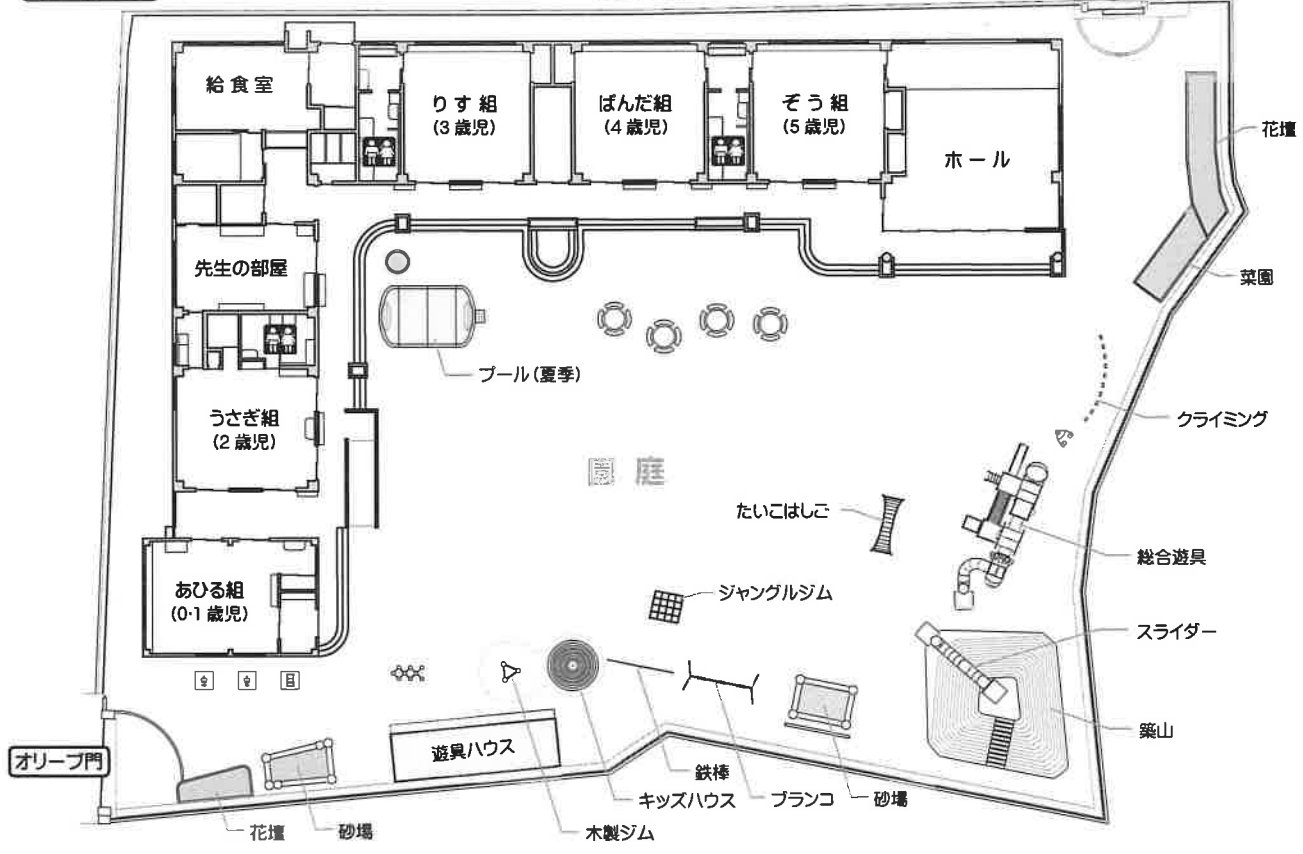 給食室
りす組
(3歳児)
ぱんだ組
(4歳児)
ぞう組
(5歳児)
ホール
花壇
菜園
先生の部屋
プール(夏季)
うさぎ組
(2歳児)
クライミング
園庭
たいこはしご
総合遊具
あひる組
(0・1歳児)
ジャングルジム
スライダー
築山
オリーブ門
遊具ハウス
鉄棒
キッズハウス
ブランコ
砂場
花壇
砂場
木製ジム